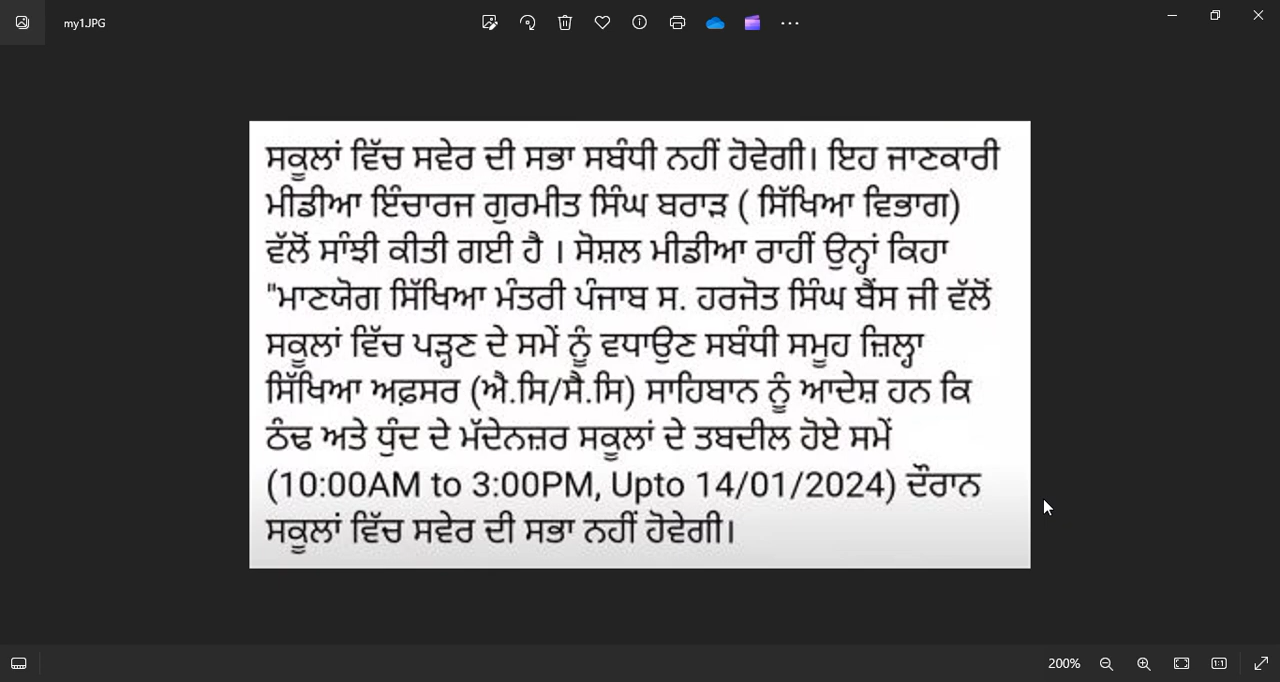 my1.JPG
ਸਕੂਲਾਂ ਵਿੱਚ ਸਵੇਰ ਦੀ ਸਭਾ ਸਬੰਧੀ ਨਹੀਂ ਹੋਵੇਗੀ। ਇਹ ਜਾਣਕਾਰੀ
ਮੀਡੀਆ ਇੰਚਾਰਜ ਗੁਰਮੀਤ ਸਿੰਘ ਬਰਾੜ ( ਸਿੱਖਿਆ ਵਿਭਾਗ)
ਵੱਲੋਂ ਸਾਂਝੀ ਕੀਤੀ ਗਈ ਹੈ । ਸੋਸ਼ਲ ਮੀਡੀਆ ਰਾਹੀਂ ਉਨ੍ਹਾਂ ਕਿਹਾ
"ਮਾਣਯੋਗ ਸਿੱਖਿਆ ਮੰਤਰੀ ਪੰਜਾਬ ਸ. ਹਰਜੋਤ ਸਿੰਘ ਬੈਂਸ ਜੀ ਵੱਲੋਂ
ਸਕੂਲਾਂ ਵਿੱਚ ਪੜ੍ਹਣ ਦੇ ਸਮੇਂ ਨੂੰ ਵਧਾਉਣ ਸਬੰਧੀ ਸਮੂਹ ਜ਼ਿਲ੍ਹਾ
ਸਿੱਖਿਆ ਅਫ਼ਸਰ (ਐ.ਸਿ/ਸੈ.ਸਿ) ਸਾਹਿਬਾਨ ਨੂੰ ਆਦੇਸ਼ ਹਨ ਕਿ
ਠੰਢ ਅਤੇ ਧੁੰਦ ਦੇ ਮੱਦੇਨਜ਼ਰ ਸਕੂਲਾਂ ਦੇ ਤਬਦੀਲ ਹੋਏ ਸਮੇਂ
(10:00AM to 3:00PM, Upto 14/01/2024) ਦੌਰਾਨ
ਸਕੂਲਾਂ ਵਿੱਚ ਸਵੇਰ ਦੀ ਸਭਾ ਨਹੀਂ ਹੋਵੇਗੀ।
200%